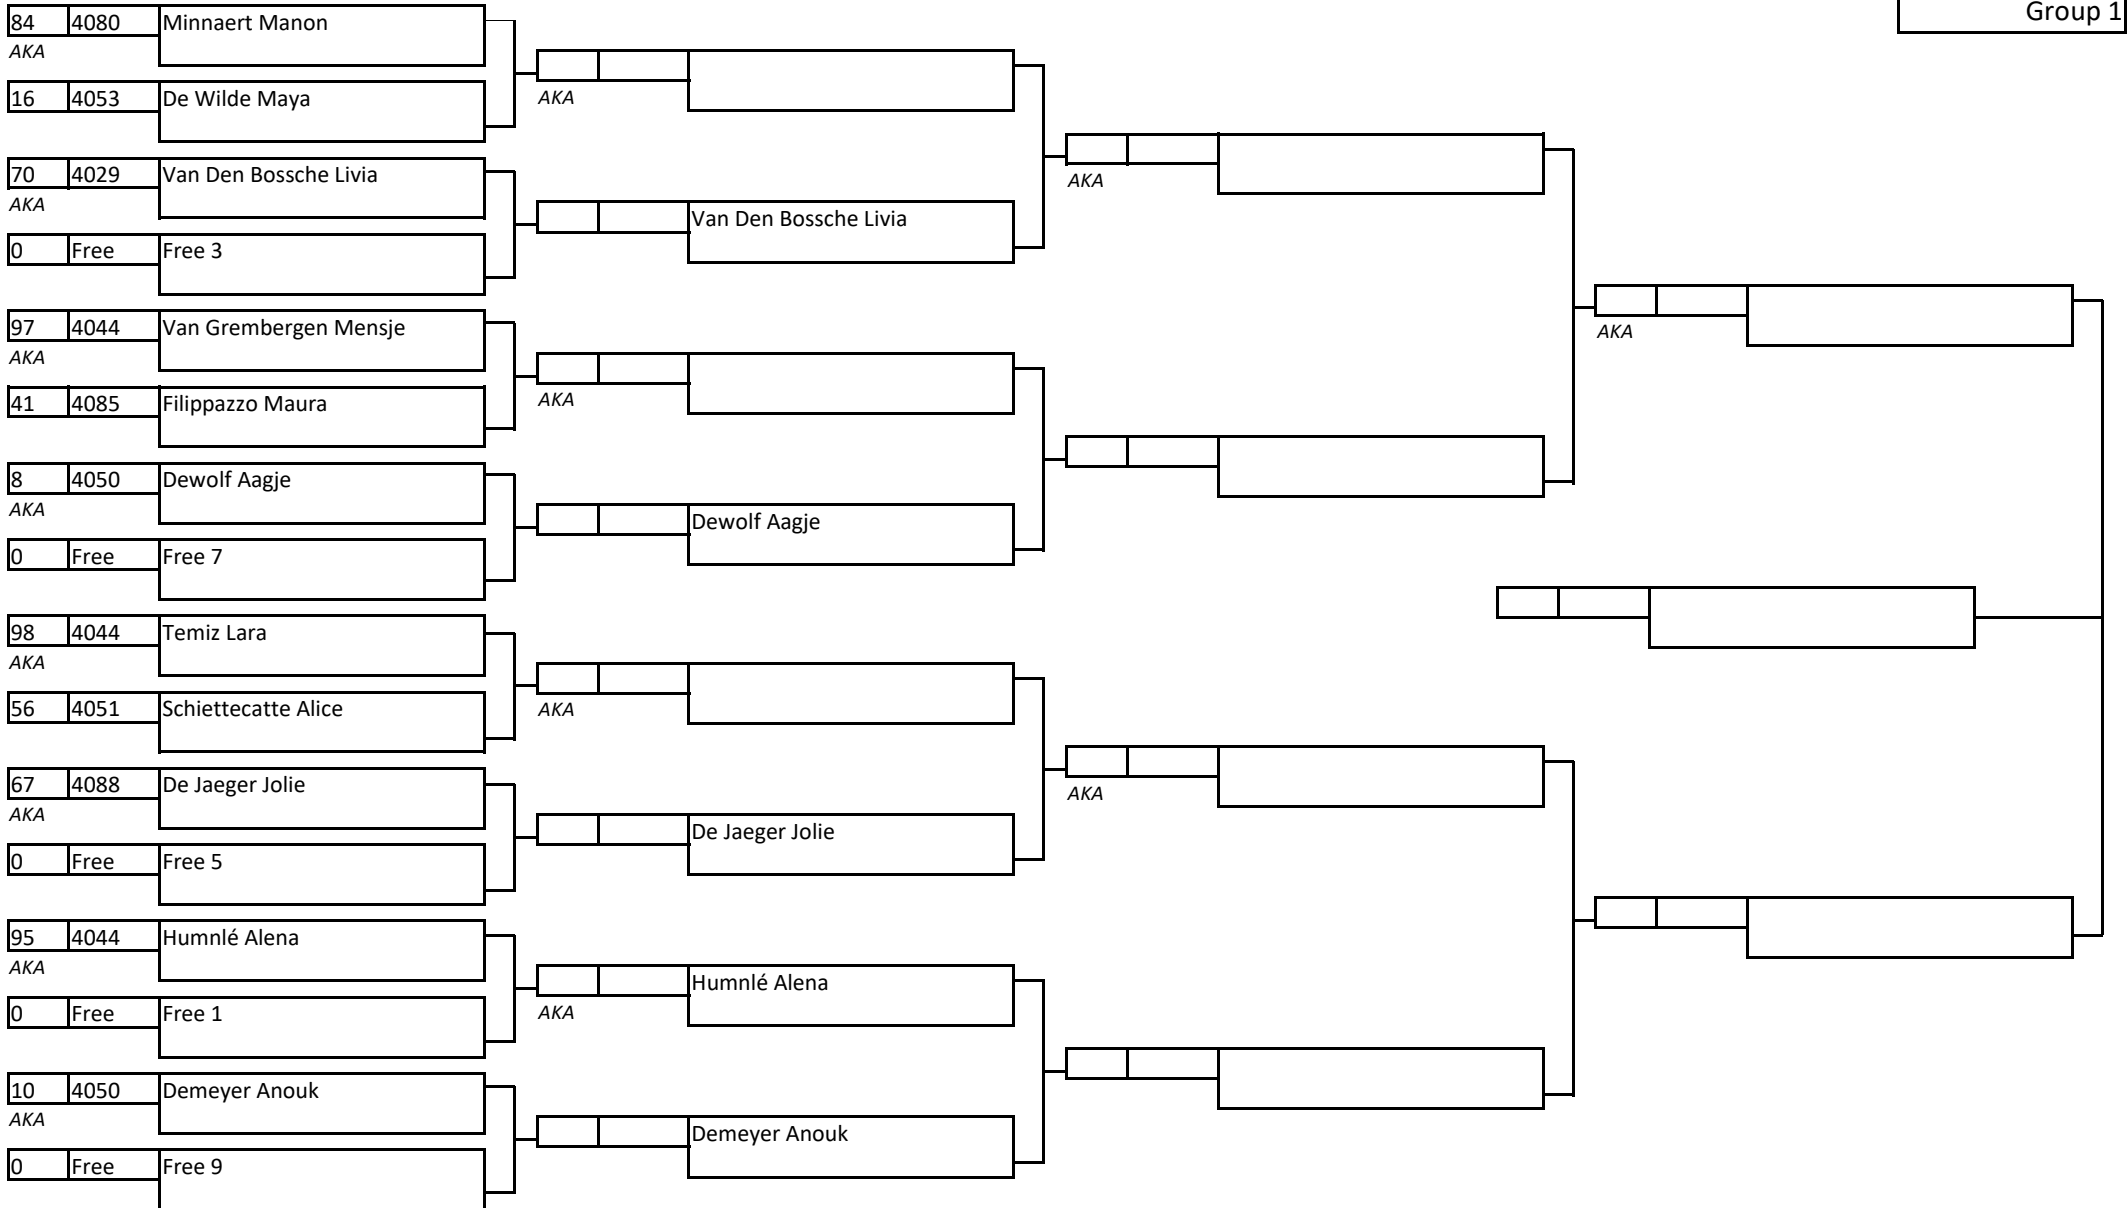 Group 1
84 4080 Minnaert Manon
AKA
16 4053 De Wilde Maya
AKA
70 4029 Van Den Bossche Livia
AKA
Van Den Bossche Livia
0 Free Free 3
AKA
97 4044 Van Grembergen Mensje
AKA
AKA
41 4085 Filippazzo Maura
AKA
8 4050 Dewolf Aagje
AKA
Dewolf Aagje
0 Free Free 7
98 4044 Temiz Lara
AKA
56 4051 Schiettecatte Alice
AKA
67 4088 De Jaeger Jolie
AKA
AKA
De Jaeger Jolie
0 Free Free 5
95 4044 Humnlé Alena
AKA
Humnlé Alena
0 Free Free 1
AKA
10 4050 Demeyer Anouk
AKA
Demeyer Anouk
0 Free Free 9